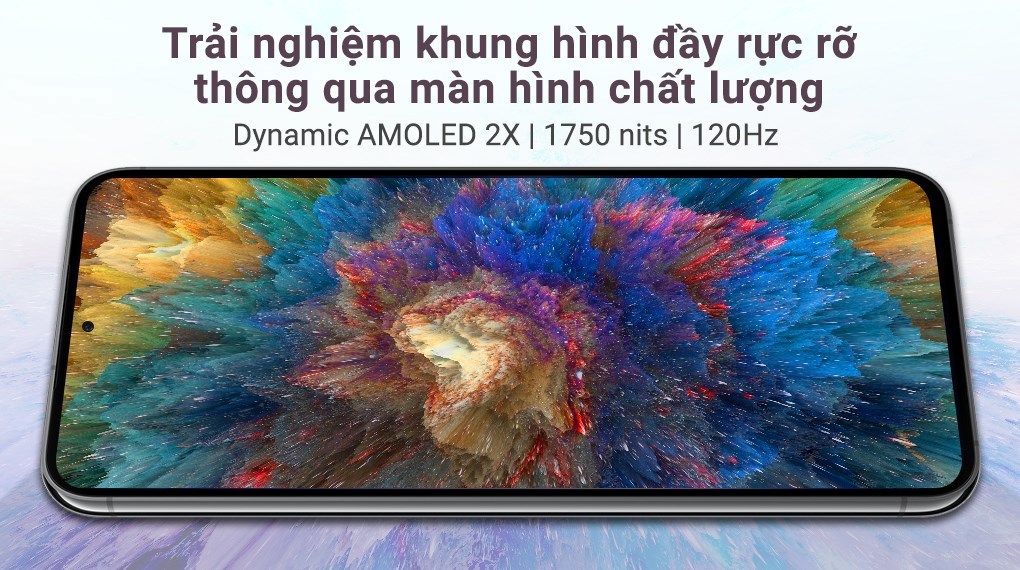 Trải nghiệm khung hình đầy rực rỡ
thông qua màn hình chất lượng
Dynamic AMOLED 2X | 1750 nits | 120Hz